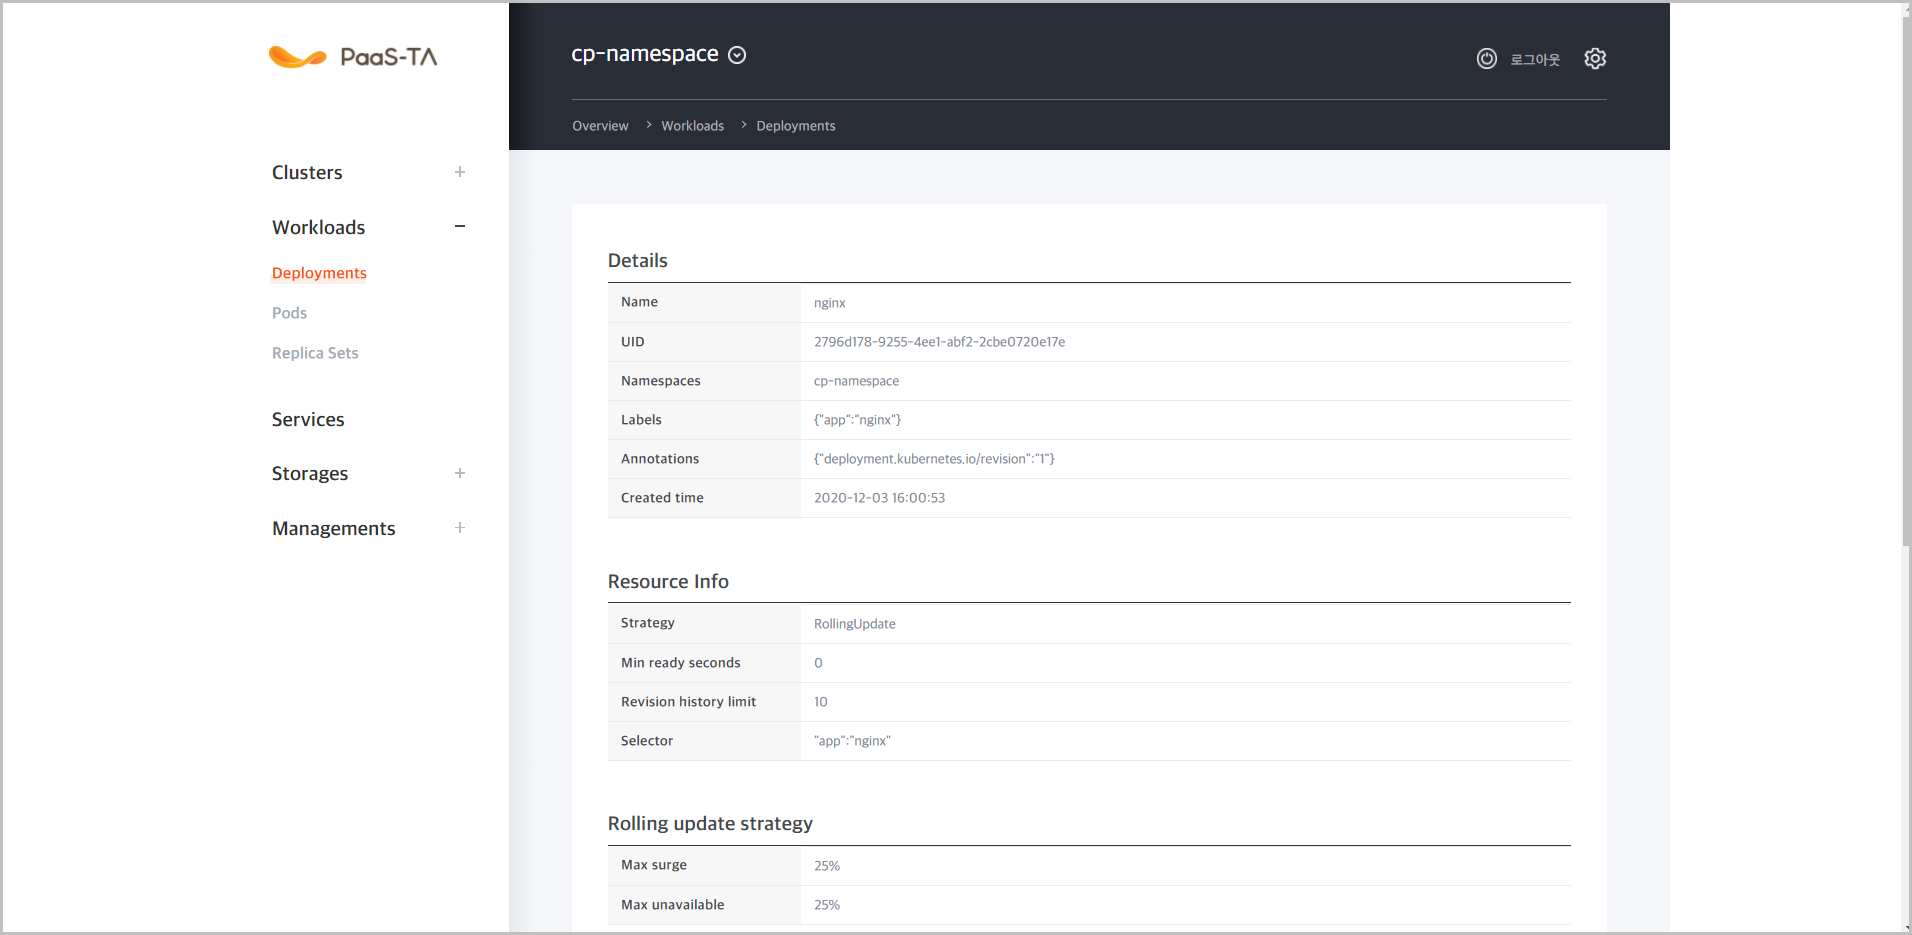 PaaS-TA
cp-namespace
로그아웃
Overview > Workloads > Deployments
Clusters +
Workloads −
Deployments
Pods
Replica Sets
Services
Storages +
Managements +
Details
Name nginx
UID 2796d178-9255-4ee1-abf2-2cbe0720e17e
Namespaces cp-namespace
Labels {"app":"nginx"}
Annotations {"deployment.kubernetes.io/revision":"1"}
Created time 2020-12-03 16:00:53
Resource Info
Strategy RollingUpdate
Min ready seconds 0
Revision history limit 10
Selector "app":"nginx"
Rolling update strategy
Max surge 25%
Max unavailable 25%